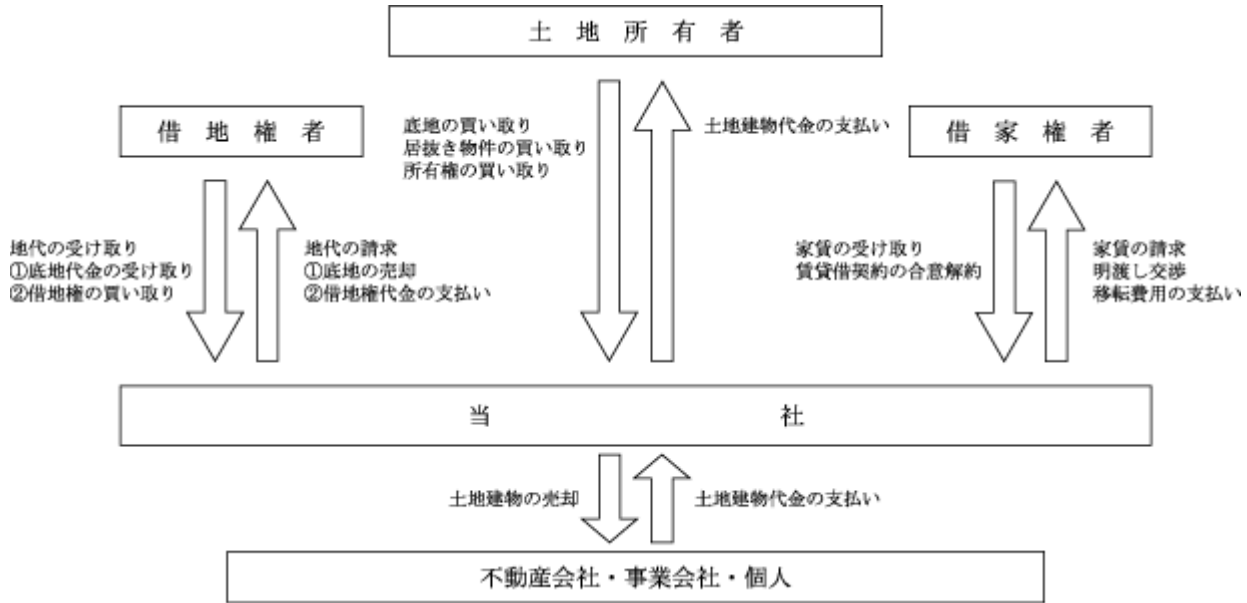 土地所有者
借地権者
底地の買い取り
居抜き物件の買い取り
所有権の買い取り
土地建物代金の支払い
借家権者
地代の受け取り
①底地代金の受け取り
②借地権の買い取り
地代の請求
①底地の売却
②借地権代金の支払い
家賃の受け取り
賃貸借契約の合意解約
家賃の請求
明渡し交渉
移転費用の支払い
当社
土地建物の売却
土地建物代金の支払い
不動産会社・事業会社・個人